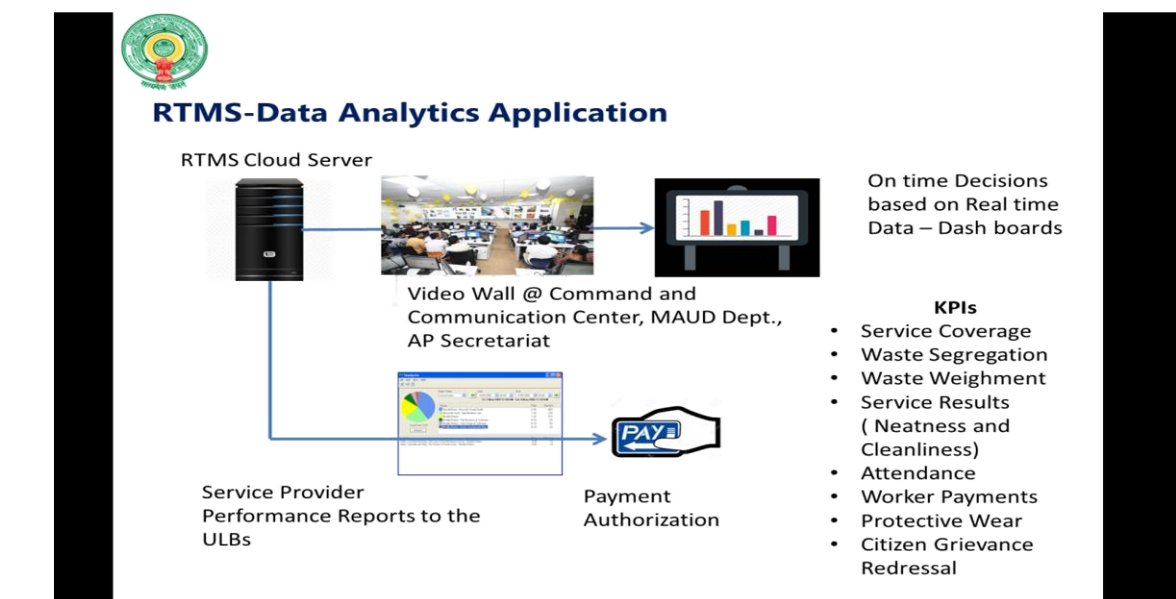 सत्यमेव जयते
RTMS-Data Analytics Application
RTMS Cloud Server
On time Decisions
based on Real time
Data – Dash boards
Video Wall @ Command and
Communication Center, MAUD Dept.,
AP Secretariat
KPIs
• Service Coverage
• Waste Segregation
• Waste Weighment
• Service Results
( Neatness and
Cleanliness)
• Attendance
• Worker Payments
• Protective Wear
• Citizen Grievance
Redressal
PAY
Service Provider
Performance Reports to the
ULBs
Payment
Authorization